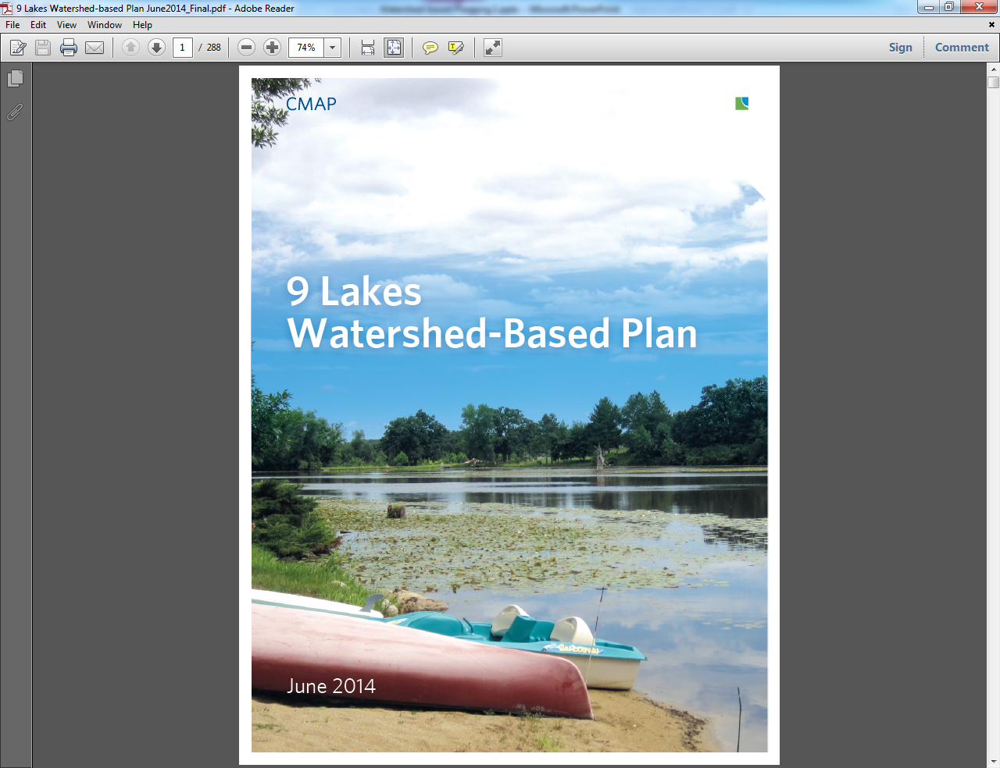 9 Lakes Watershed-based Plan June2014_Final.pdf - Adobe Reader
File Edit View Window Help
1 / 288 74% Sign Comment
CMAP
9 Lakes
Watershed-Based Plan
June 2014